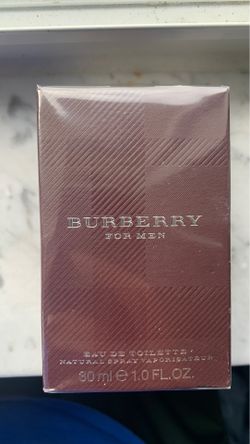 BURBERRY
FOR MEN
EAU DE TOILETTE
NATURAL SPRAY VAPORISATEUR
30 ml ℮ 1.0 FL.OZ.